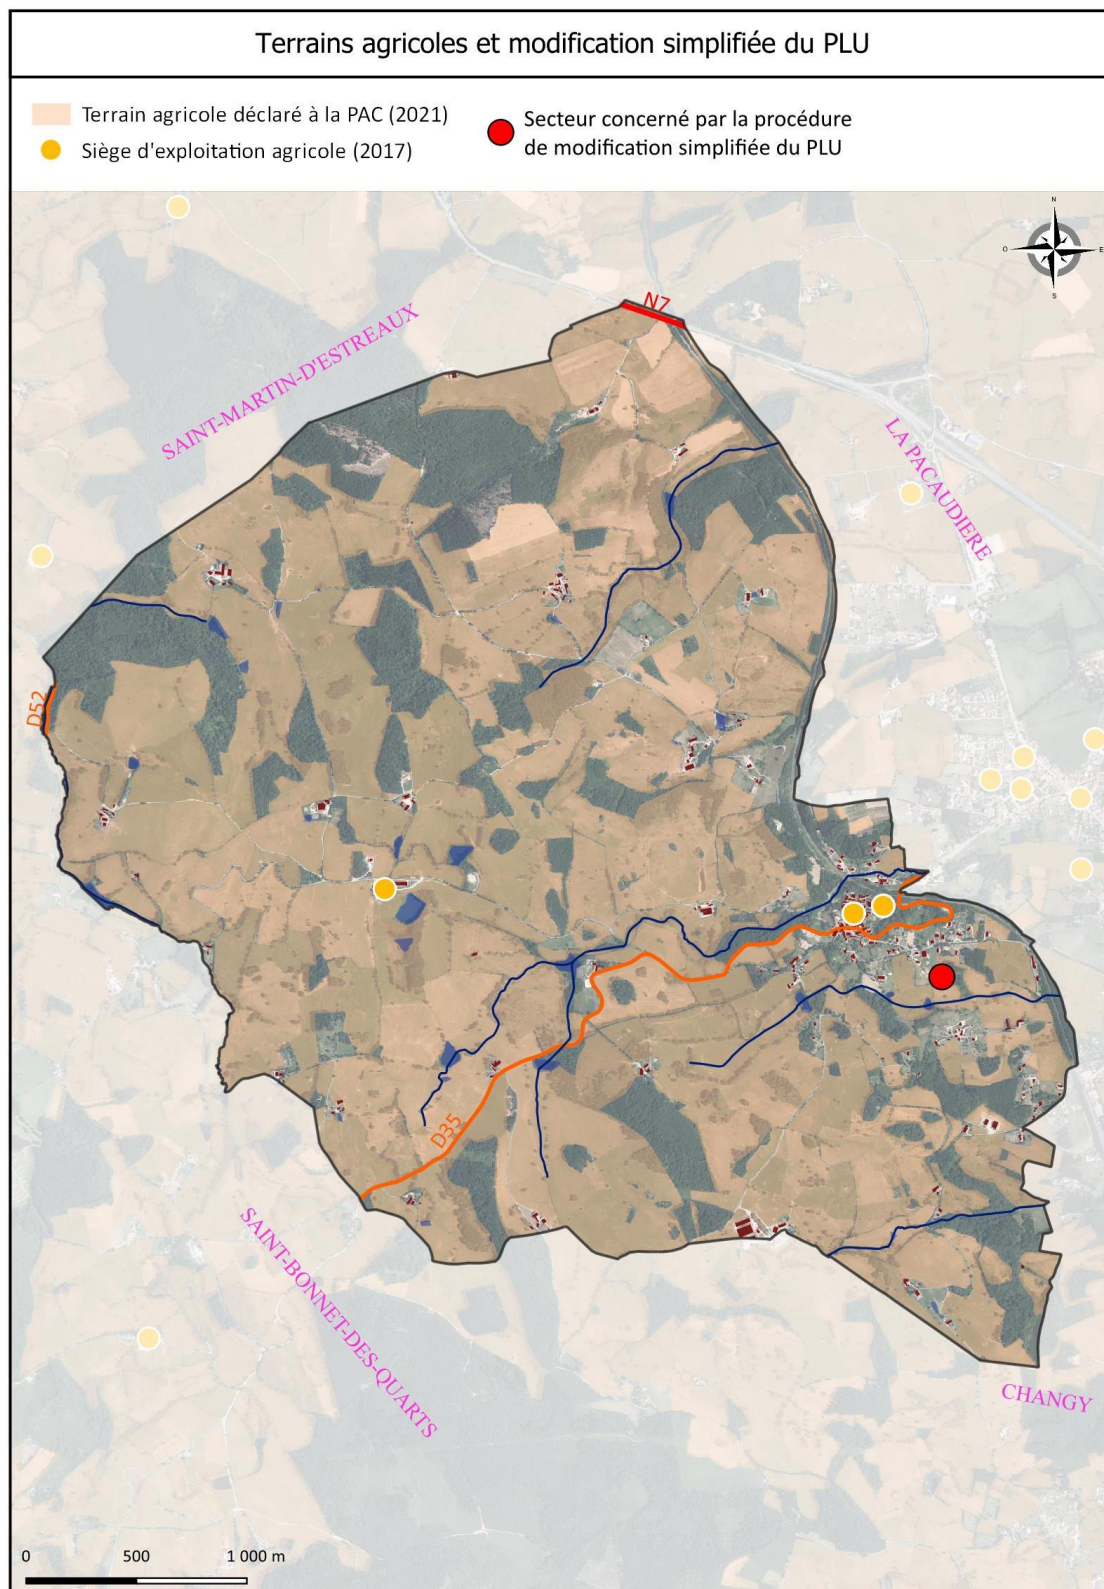 Terrains agricoles et modification simplifiée du PLU
Terrain agricole déclaré à la PAC (2021)
Siège d'exploitation agricole (2017)
Secteur concerné par la procédure
de modification simplifiée du PLU
N
O
E
S
N7
SAINT-MARTIN-D'ESTREAUX
LA PACAUDIERE
D52
D35
SAINT-BONNET-DES-QUARTS
CHANGY
0 500 1 000 m